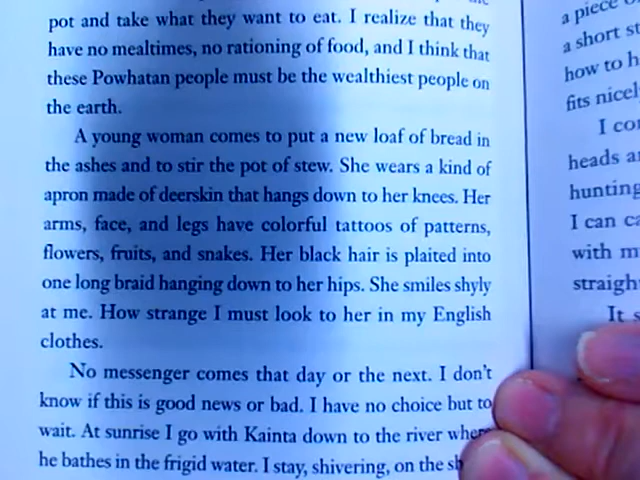 pot and take what they want to eat. I realize that they
have no mealtimes, no rationing of food, and I think that
these Powhatan people must be the wealthiest people on
the earth.
A young woman comes to put a new loaf of bread in
the ashes and to stir the pot of stew. She wears a kind of
apron made of deerskin that hangs down to her knees. Her
arms, face, and legs have colorful tattoos of patterns,
flowers, fruits, and snakes. Her black hair is plaited into
one long braid hanging down to her hips. She smiles shyly
at me. How strange I must look to her in my English
clothes.
No messenger comes that day or the next. I don't
know if this is good news or bad. I have no choice but to
wait. At sunrise I go with Kainta down to the river where
he bathes in the frigid water. I stay, shivering, on the
a piece
a short
how to
fits
I
heads
hunting
I can
with
It